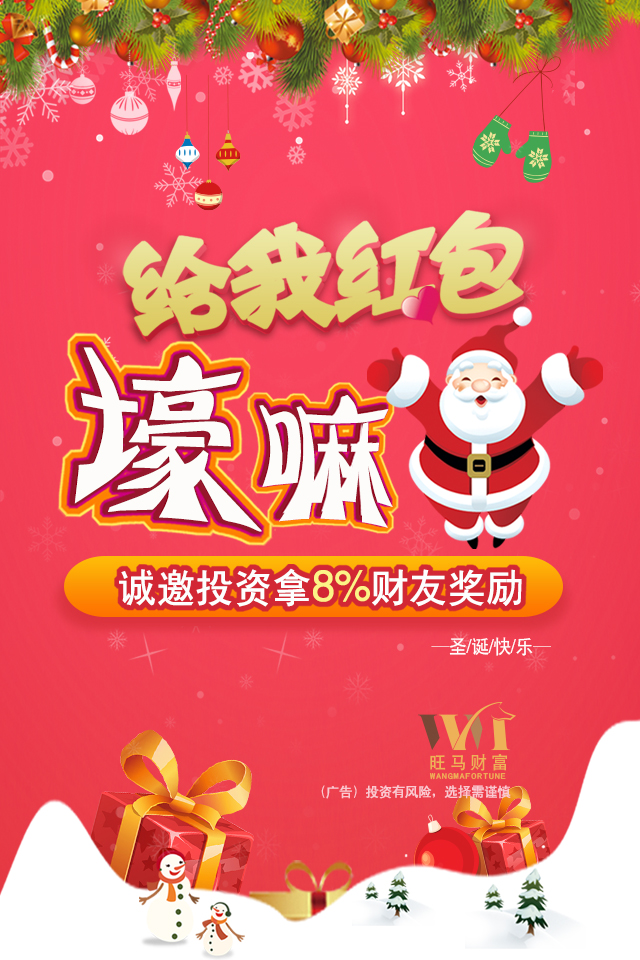 给我红包
壕嘛
诚邀投资拿8%财友奖励
—圣/诞/快/乐—
旺马财富
WANGMAFORTUNE
（广告）投资有风险，选择需谨慎